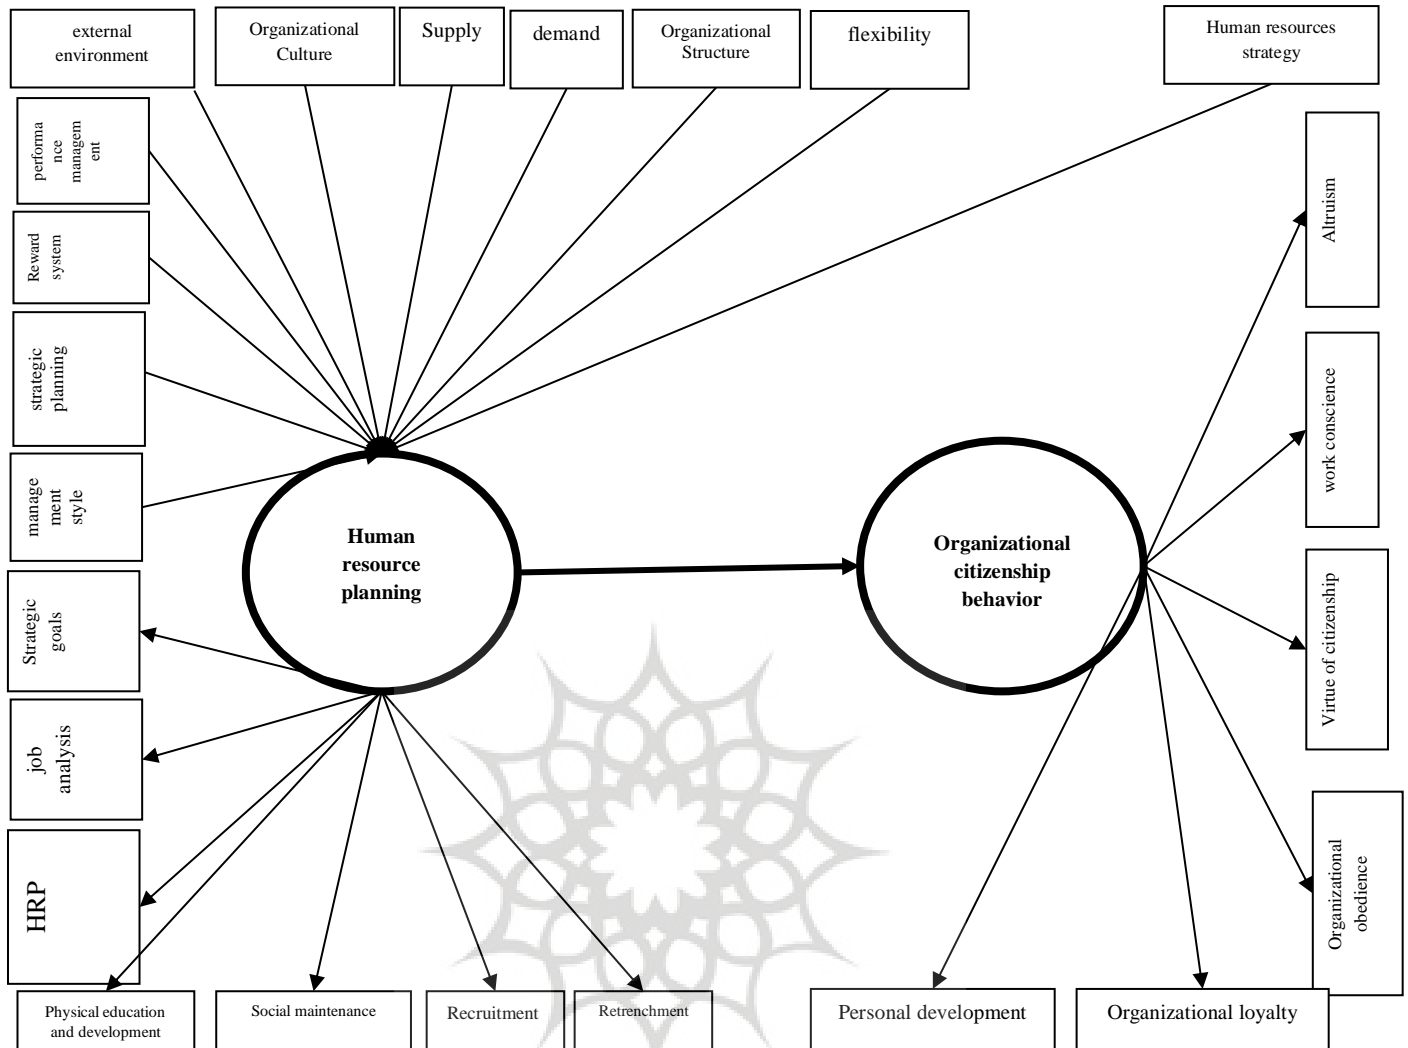 external
environment
Organizational
Culture
Supply
demand
Organizational
Structure
flexibility
Human resources
strategy
performa
nce
managem
ent
Reward
system
strategic
planning
manage
ment
style
Strategic
goals
job
analysis
HRP
Human
resource
planning
Organizational
citizenship
behavior
Altruism
work conscience
Virtue of citizenship
Organizational
obedience
Physical education
and development
Social maintenance
Recruitment
Retrenchment
Personal development
Organizational loyalty